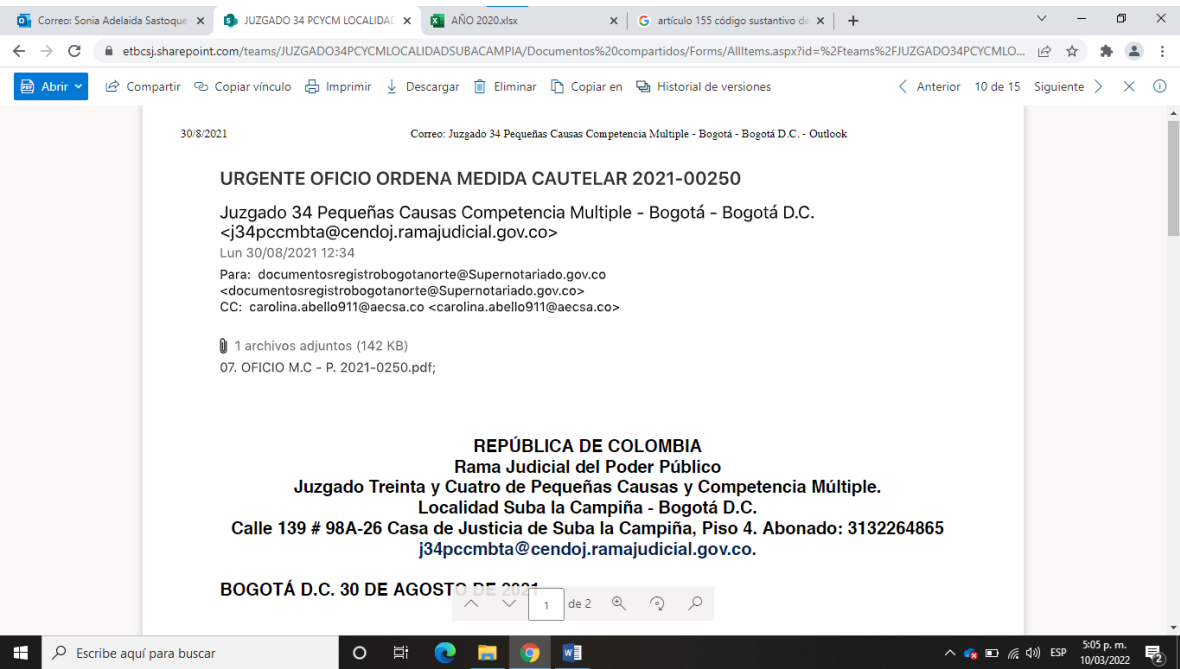 Correo: Sonia Adelaida Sastoque
JUZGADO 34 PCYCM LOCALIDAD
AÑO 2020.xlsx
artículo 155 código sustantivo de
etbcsj.sharepoint.com/teams/JUZGADO34PCYCMLOCALIDADSUBACAMPIA/Documentos%20compartidos/Forms/AllItems.aspx?id=%2Fteams%2FJUZGADO34PCYCMLO...
Abrir Compartir Copiar vínculo Imprimir Descargar Eliminar Copiar en Historial de versiones Anterior 10 de 15 Siguiente
30/8/2021 Correo: Juzgado 34 Pequeñas Causas Competencia Multiple - Bogotá - Bogotá D.C. - Outlook
URGENTE OFICIO ORDENA MEDIDA CAUTELAR 2021-00250
Juzgado 34 Pequeñas Causas Competencia Multiple - Bogotá - Bogotá D.C.
<j34pccmbta@cendoj.ramajudicial.gov.co>
Lun 30/08/2021 12:34
Para: documentosregistrobogotanorte@Supernotariado.gov.co
<documentosregistrobogotanorte@Supernotariado.gov.co>
CC: carolina.abello911@aecsa.co <carolina.abello911@aecsa.co>
1 archivos adjuntos (142 KB)
07. OFICIO M.C - P. 2021-0250.pdf;
REPÚBLICA DE COLOMBIA
Rama Judicial del Poder Público
Juzgado Treinta y Cuatro de Pequeñas Causas y Competencia Múltiple.
Localidad Suba la Campiña - Bogotá D.C.
Calle 139 # 98A-26 Casa de Justicia de Suba la Campiña, Piso 4. Abonado: 3132264865
j34pccmbta@cendoj.ramajudicial.gov.co.
BOGOTÁ D.C. 30 DE AGOSTO DE 2021
1 de 2
Escribe aquí para buscar
ESP
5:05 p. m.
10/03/2022
2